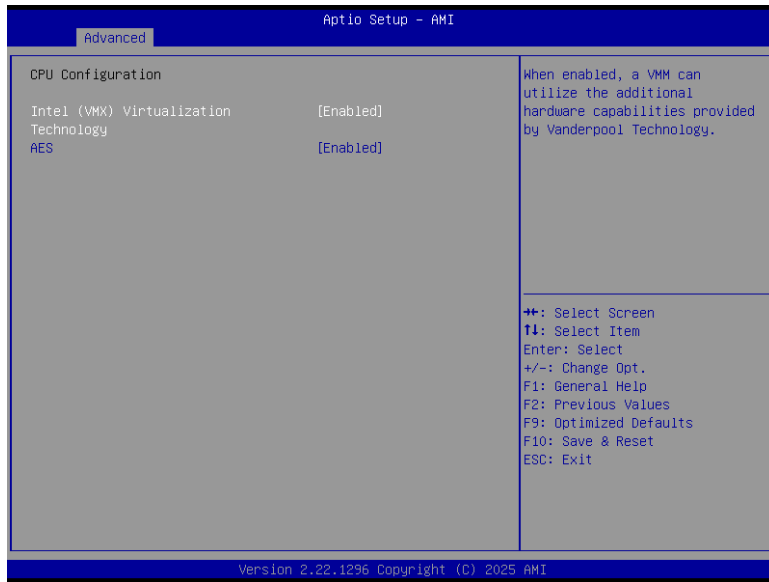 Aptio Setup – AMI
Advanced
CPU Configuration
Intel (VMX) Virtualization [Enabled]
Technology
AES [Enabled]
When enabled, a VMM can
utilize the additional
hardware capabilities provided
by Vanderpool Technology.
→←: Select Screen
↑↓: Select Item
Enter: Select
+/-: Change Opt.
F1: General Help
F2: Previous Values
F9: Optimized Defaults
F10: Save & Reset
ESC: Exit
Version 2.22.1296 Copyright (C) 2025 AMI